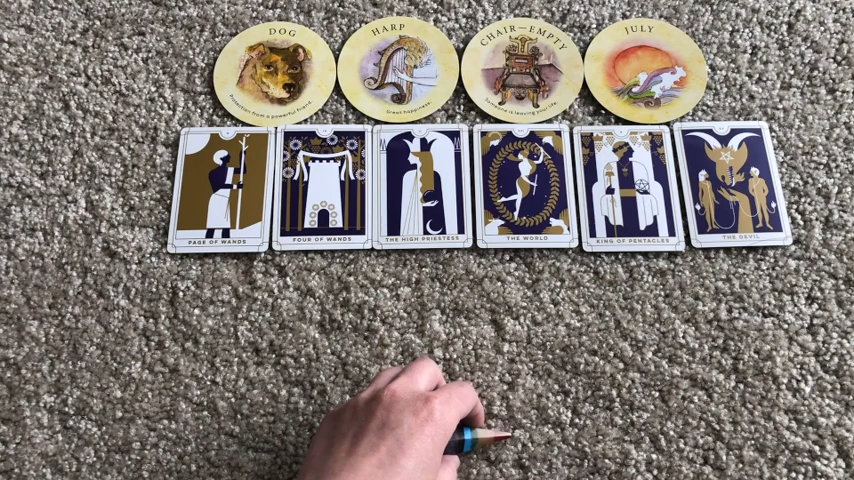 DOG
Protection from a powerful friend.
HARP
Great happiness.
CHAIR—EMPTY
Someone is leaving your life.
JULY
PAGE OF WANDS
FOUR OF WANDS
THE HIGH PRIESTESS
THE WORLD
KING OF PENTACLES
THE DEVIL